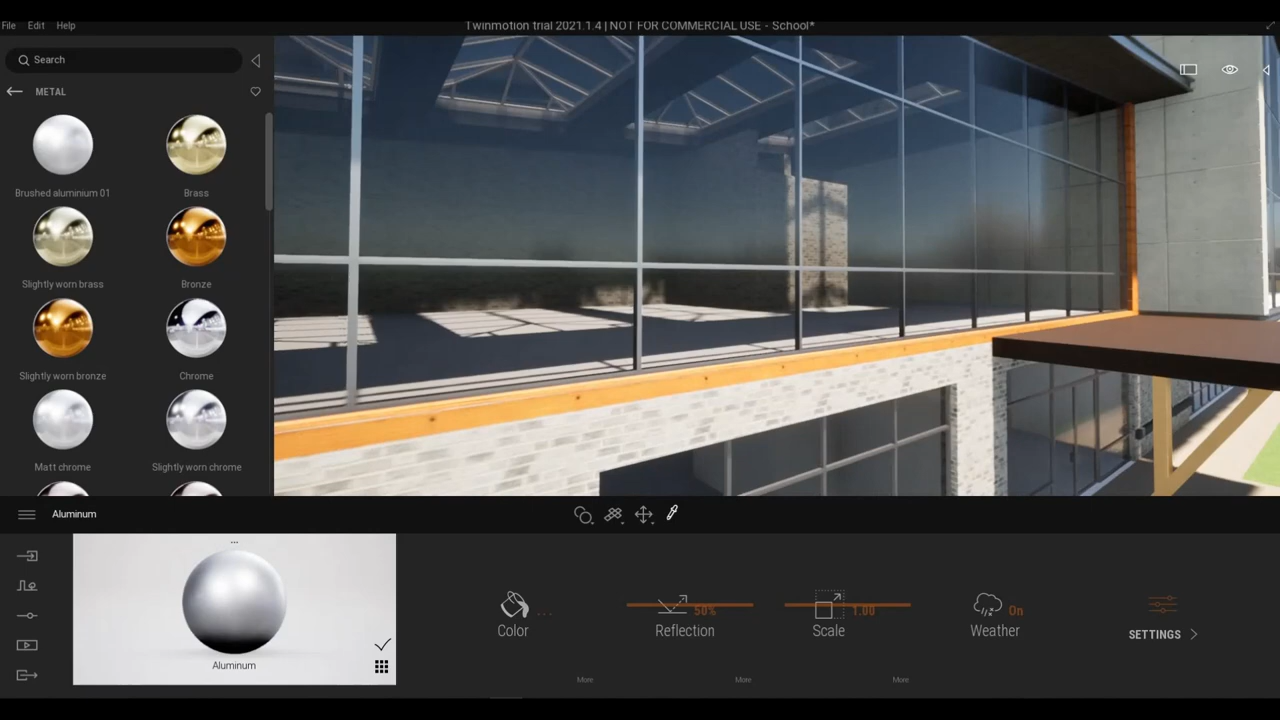 File Edit Help
Twinmotion trial 2021.1.4 | NOT FOR COMMERCIAL USE - School*
Search
METAL
Brushed aluminium 01
Brass
Slightly worn brass
Bronze
Slightly worn bronze
Chrome
Matt chrome
Slightly worn chrome
Aluminum
...
Aluminum
Color ...
Reflection 50%
Scale 1.00
Weather On
SETTINGS
More
More
More